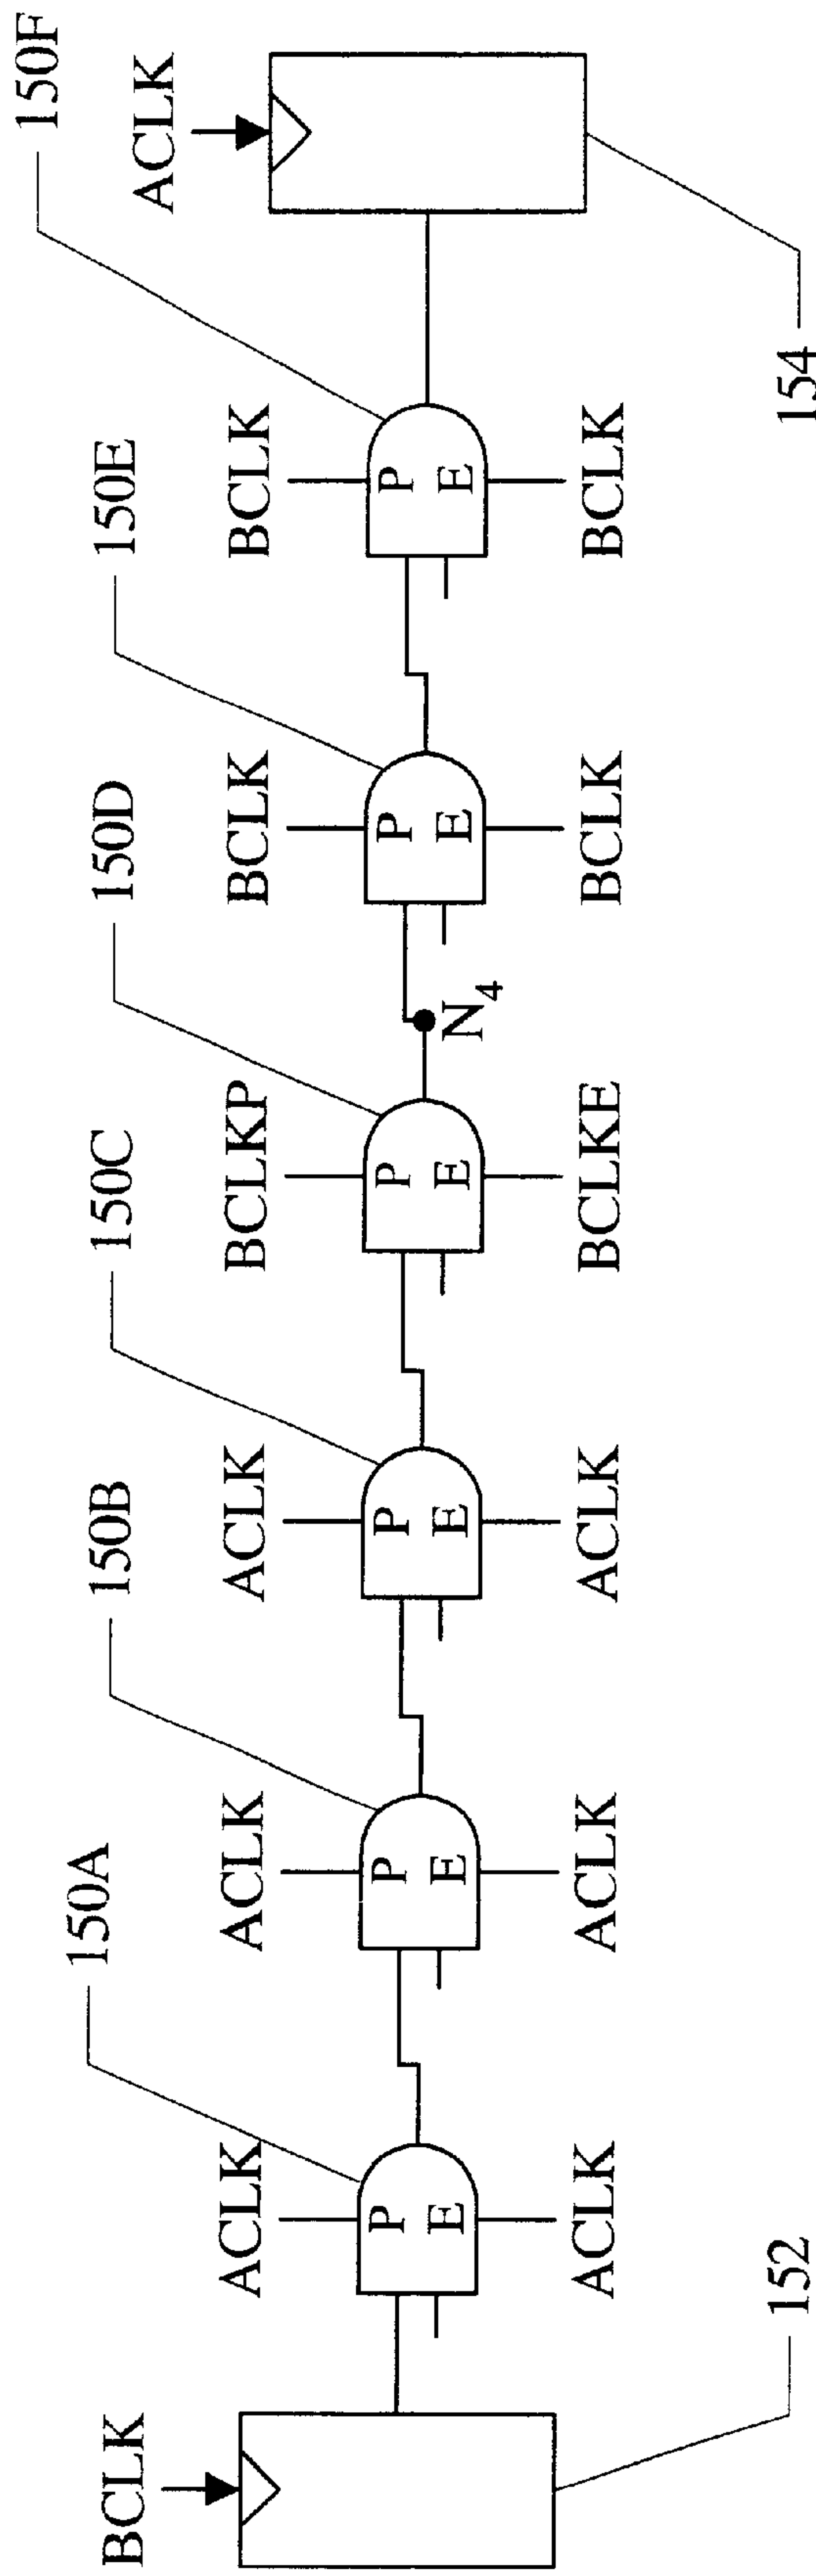 150A
150B
150C
150D
150E
150F
BCLK
ACLK
ACLK
ACLK
BCLKP
BCLK
BCLK
ACLK
P
E
P
E
P
E
P
E
P
E
P
E
N4
ACLK
ACLK
ACLK
BCLKE
BCLK
BCLK
152
154